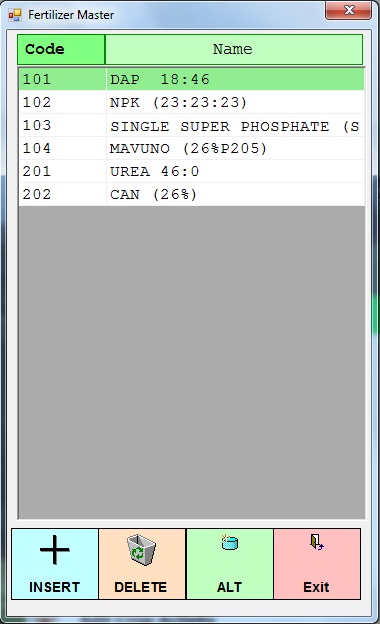 Fertilizer Master
Code Name
101 DAP 18:46
102 NPK (23:23:23)
103 SINGLE SUPER PHOSPHATE (S
104 MAVUNO (26%P205)
201 UREA 46:0
202 CAN (26%)
INSERT DELETE ALT Exit